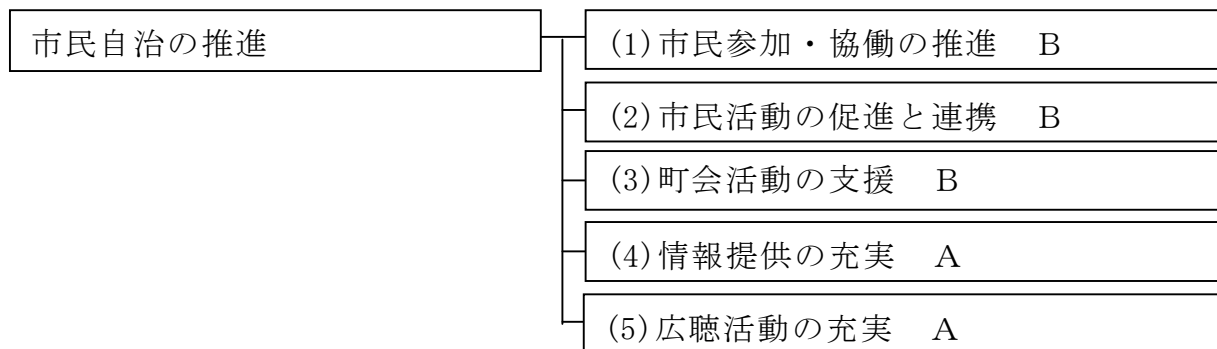 市民自治の推進
(1)市民参加・協働の推進　Ｂ
(2)市民活動の促進と連携　Ｂ
(3)町会活動の支援　Ｂ
(4)情報提供の充実　Ａ
(5)広聴活動の充実　Ａ